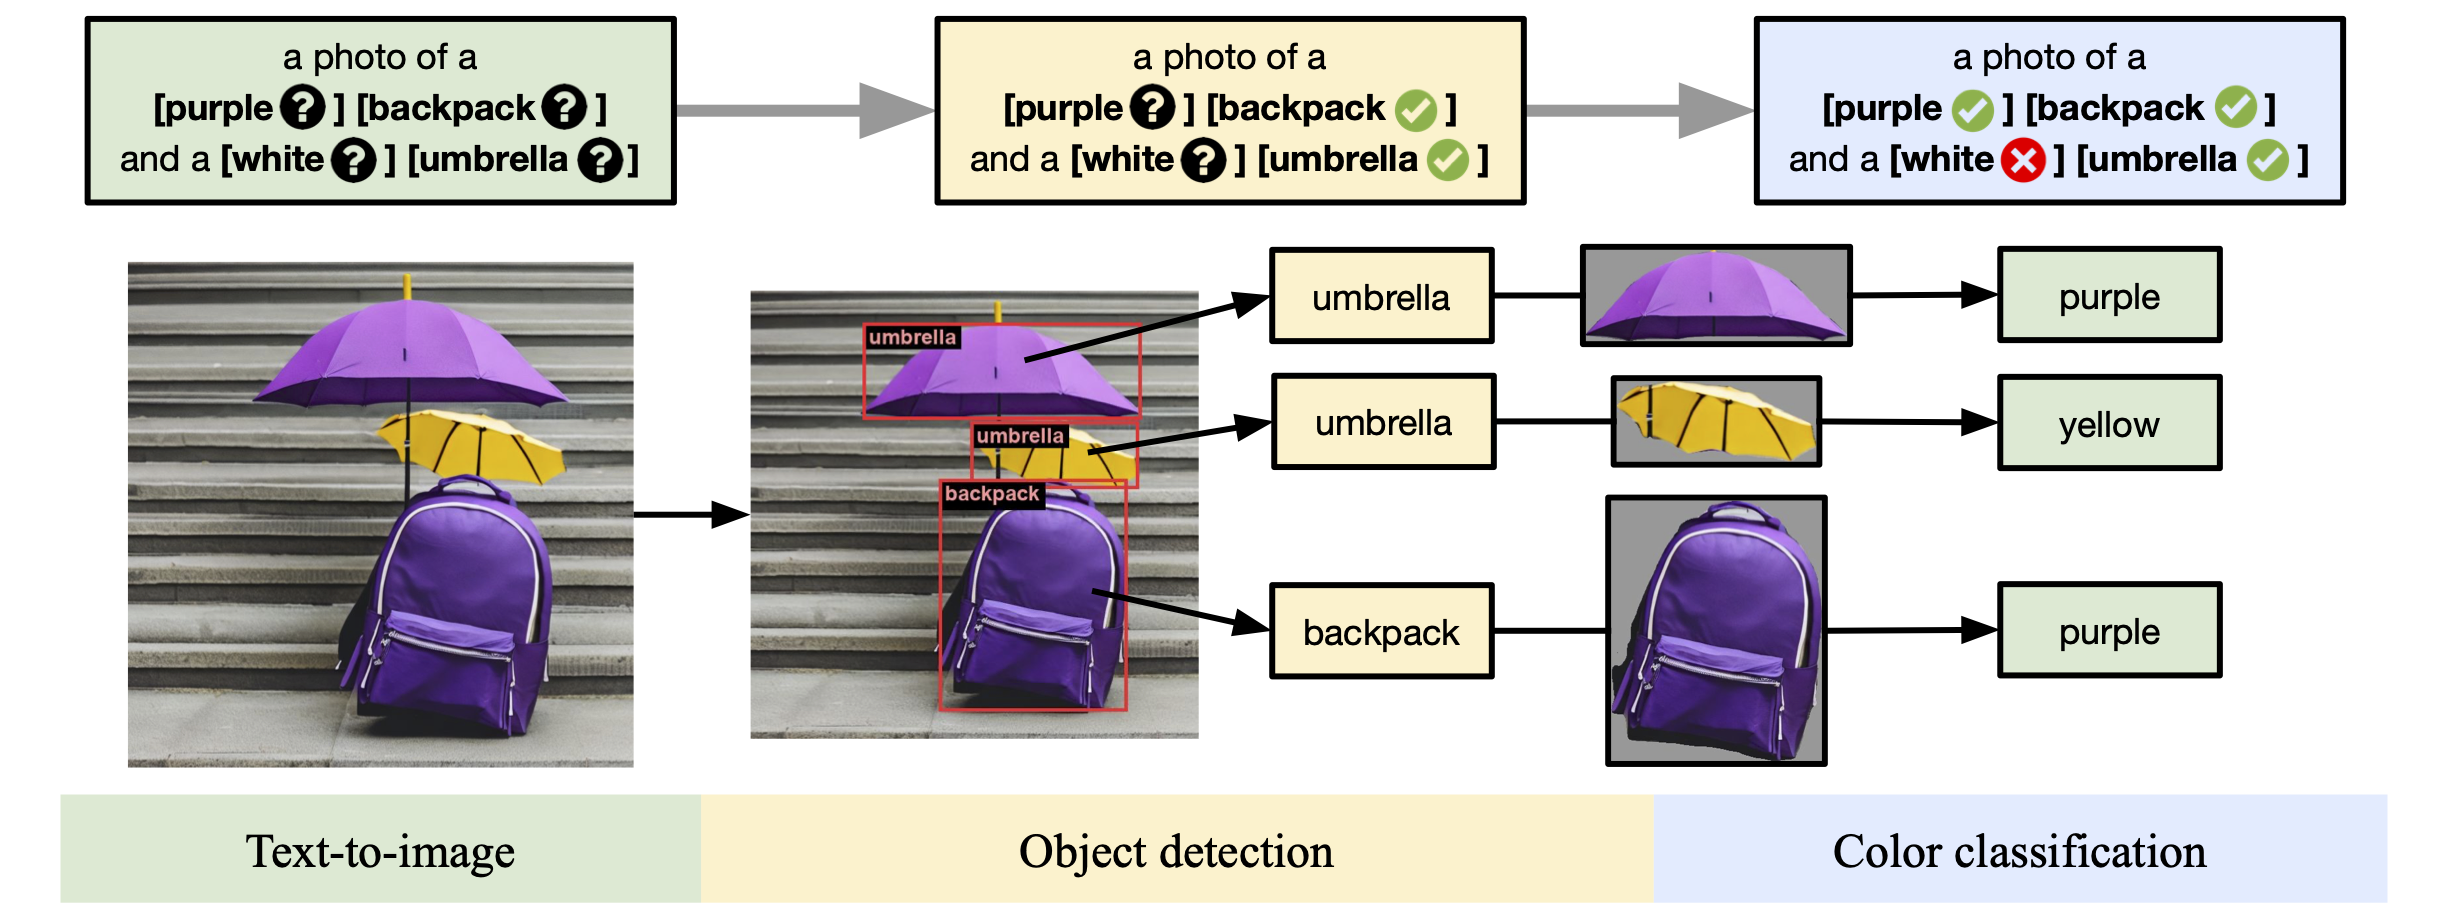 a photo of a
[purple ?] [backpack ?]
and a [white ?] [umbrella ?]
a photo of a
[purple ?] [backpack ✓]
and a [white ?] [umbrella ✓]
a photo of a
[purple ✓] [backpack ✓]
and a [white ✗] [umbrella ✓]
umbrella
umbrella
backpack
umbrella
purple
umbrella
yellow
backpack
purple
Text-to-image
Object detection
Color classification